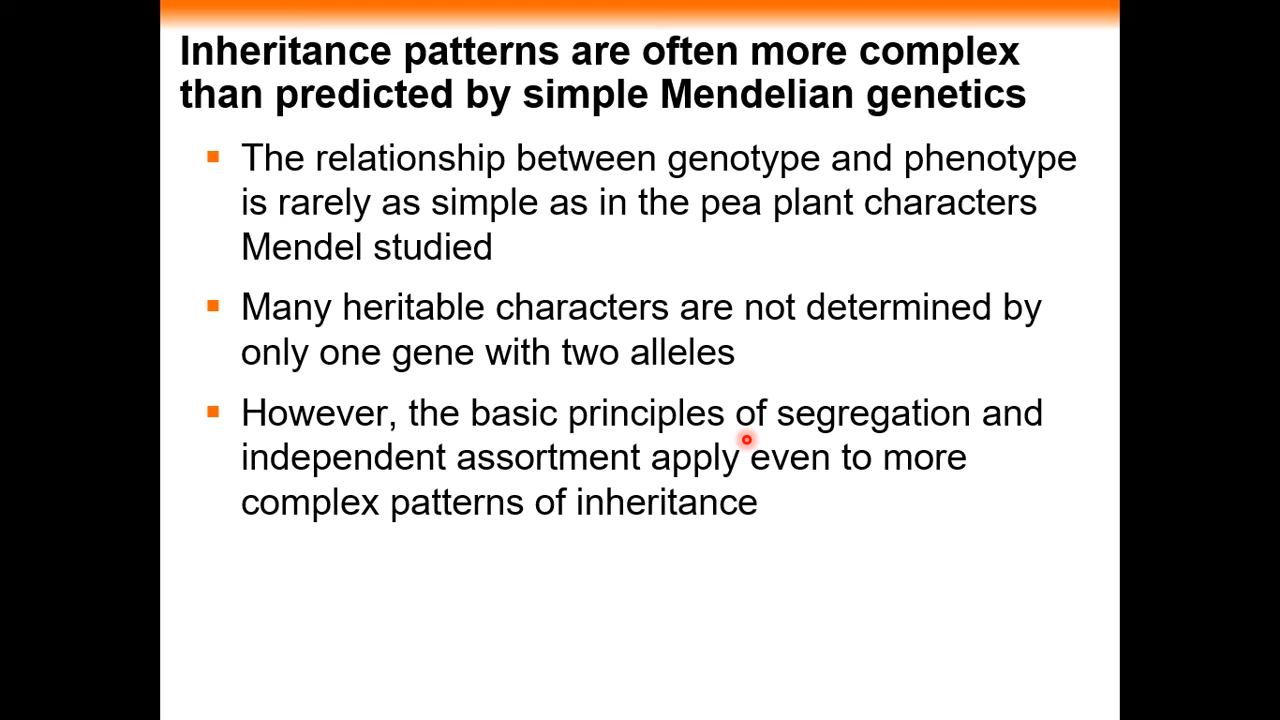 Inheritance patterns are often more complex
than predicted by simple Mendelian genetics
The relationship between genotype and phenotype
is rarely as simple as in the pea plant characters
Mendel studied
Many heritable characters are not determined by
only one gene with two alleles
However, the basic principles of segregation and
independent assortment apply even to more
complex patterns of inheritance